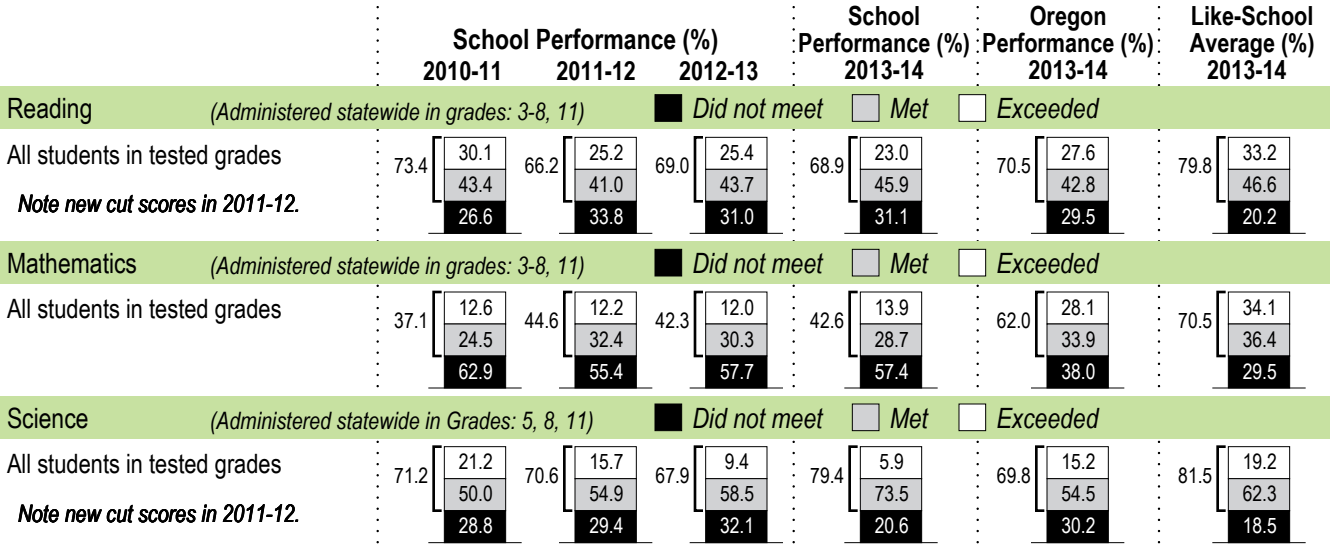 School Performance (%)
School Performance (%)
Oregon Performance (%)
Like-School Average (%)
2010-11 2011-12 2012-13 2013-14 2013-14 2013-14
Reading (Administered statewide in grades: 3-8, 11) Did not meet Met Exceeded
All students in tested grades
Note new cut scores in 2011-12.
73.4 30.1 66.2 25.2 69.0 25.4 68.9 23.0 70.5 27.6 79.8 33.2
43.4 41.0 43.7 45.9 42.8 46.6
26.6 33.8 31.0 31.1 29.5 20.2
Mathematics (Administered statewide in grades: 3-8, 11) Did not meet Met Exceeded
All students in tested grades
37.1 12.6 44.6 12.2 42.3 12.0 42.6 13.9 62.0 28.1 70.5 34.1
24.5 32.4 30.3 28.7 33.9 36.4
62.9 55.4 57.7 57.4 38.0 29.5
Science (Administered statewide in Grades: 5, 8, 11) Did not meet Met Exceeded
All students in tested grades
Note new cut scores in 2011-12.
71.2 21.2 70.6 15.7 67.9 9.4 79.4 5.9 69.8 15.2 81.5 19.2
50.0 54.9 58.5 73.5 54.5 62.3
28.8 29.4 32.1 20.6 30.2 18.5